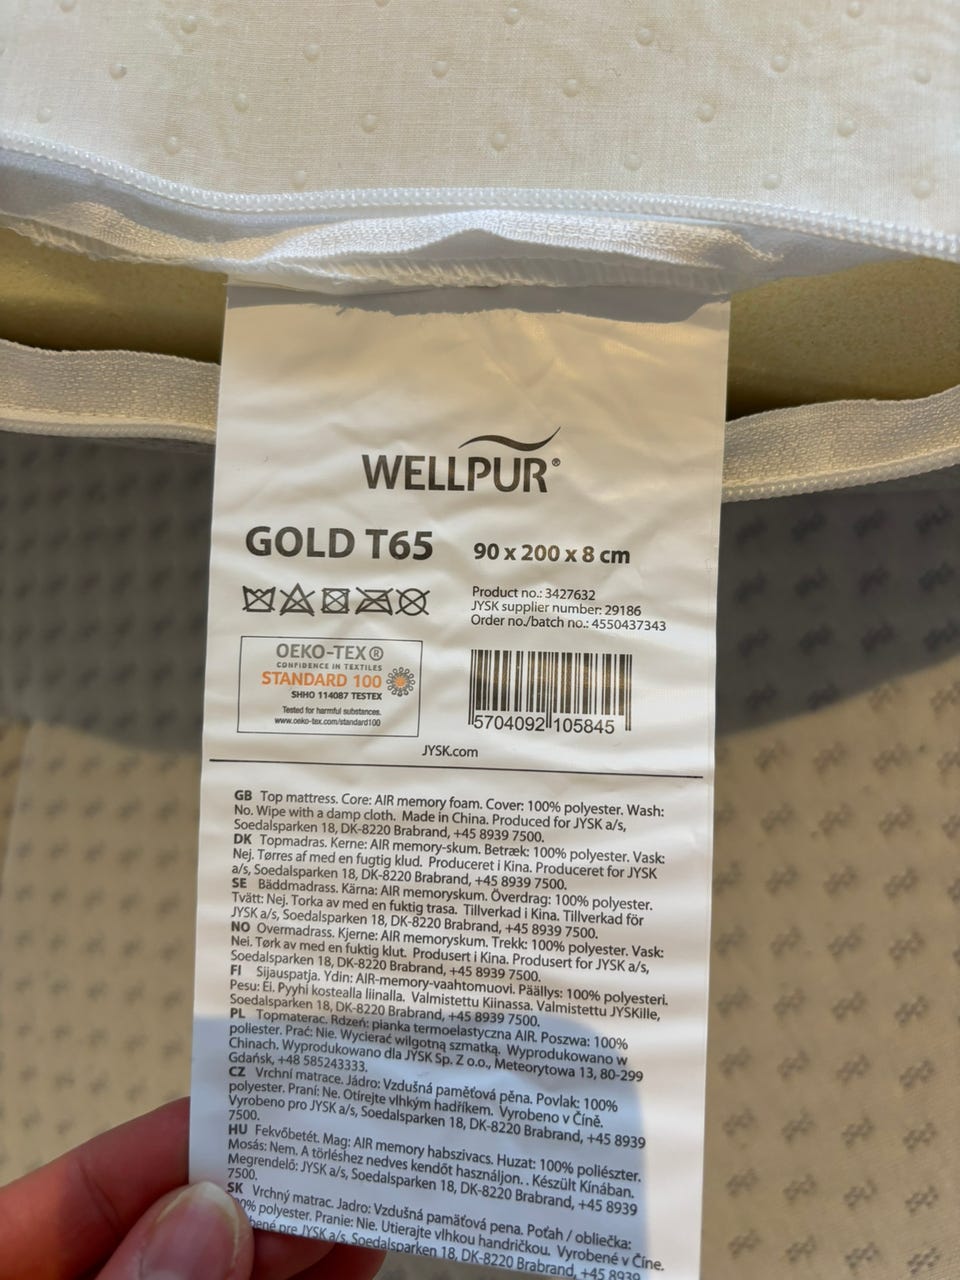 WELLPUR®
GOLD T65
90 x 200 x 8 cm
Product no.: 3427632
JYSK supplier number: 29186
Order no./batch no.: 4550437343
OEKO-TEX®
CONFIDENCE IN TEXTILES
STANDARD 100
SHHO 114087 TESTEX
Tested for harmful substances.
www.oeko-tex.com/standard100
5704092 105845
JYSK.com
GB Top mattress. Core: AIR memory foam. Cover: 100% polyester. Wash:
No. Wipe with a damp cloth. Made in China. Produced for JYSK a/s,
Soedalsparken 18, DK-8220 Brabrand, +45 8939 7500.
DK Topmadras. Kerne: AIR memory-skum. Betræk: 100% polyester. Vask:
Nej. Tørres af med en fugtig klud. Produceret i Kina. Produceret for JYSK
a/s, Soedalsparken 18, DK-8220 Brabrand, +45 8939 7500.
SE Bäddmadrass. Kärna: AIR memoryskum. Överdrag: 100% polyester.
Tvätt: Nej. Torka av med en fuktig trasa. Tillverkad i Kina. Tillverkad för
JYSK a/s, Soedalsparken 18, DK-8220 Brabrand, +45 8939 7500.
NO Overmadrass. Kjerne: AIR memoryskum. Trekk: 100% polyester. Vask:
Nei. Tørk av med en fuktig klut. Produsert i Kina. Produsert for JYSK a/s,
Soedalsparken 18, DK-8220 Brabrand, +45 8939 7500.
FI Sijauspatja. Ydin: AIR-memory-vaahtomuovi. Päällys: 100% polyesteri.
Pesu: Ei. Pyyhi kostealla liinalla. Valmistettu Kiinassa. Valmistettu JYSKille,
Soedalsparken 18, DK-8220 Brabrand, +45 8939 7500.
PL Topmaterac. Rdzeń: pianka termoelastyczna AIR. Poszwa: 100%
poliester. Prać: Nie. Wycierać wilgotną szmatką. Wyprodukowano w
Chinach. Wyprodukowano dla JYSK Sp. Z o.o., Meteorytowa 13, 80-299
Gdańsk, +48 585243333.
CZ Vrchní matrace. Jádro: Vzdušná paměťová pěna. Povlak: 100%
polyester. Praní: Ne. Otírejte vlhkým hadříkem. Vyrobeno v Číně.
Vyrobeno pro JYSK a/s, Soedalsparken 18, DK-8220 Brabrand, +45 8939
7500.
HU Fekvőbetét. Mag: AIR memory habszivacs. Huzat: 100% poliészter.
Mosás: Nem. A törléshez nedves kendőt használjon. . Készült Kínában.
Megrendelő: JYSK a/s, Soedalsparken 18, DK-8220 Brabrand, +45 8939
7500.
SK Vrchný matrac. Jadro: Vzdušná pamäťová pena. Poťah / obliečka:
polyester. Pranie: Nie. Utierajte vlhkou handričkou. Vyrobené v Číne.
pre JYSK a/s, Soedalsparken 18, DK-8220 Brabrand, +45 8939